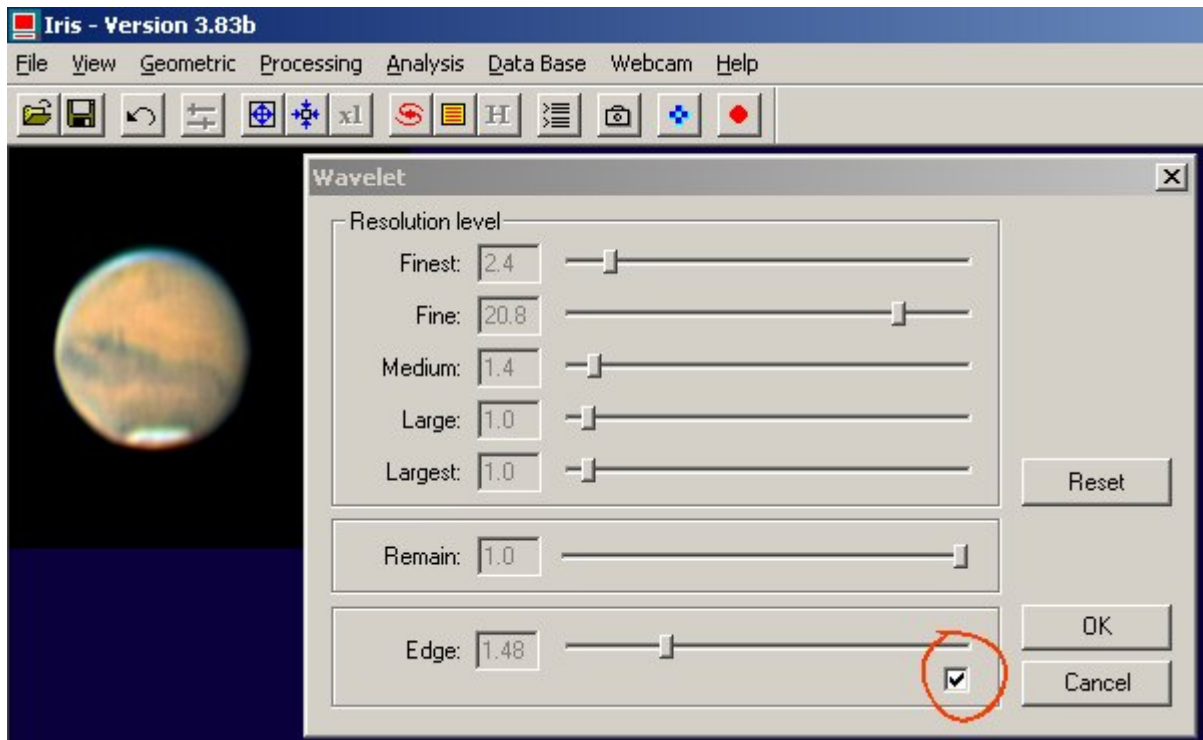 Iris - Version 3.83b
File View Geometric Processing Analysis Data Base Webcam Help
x1 H
Wavelet
Resolution level
Finest: 2.4
Fine: 20.8
Medium: 1.4
Large: 1.0
Largest: 1.0
Reset
Remain: 1.0
Edge: 1.48
OK
Cancel